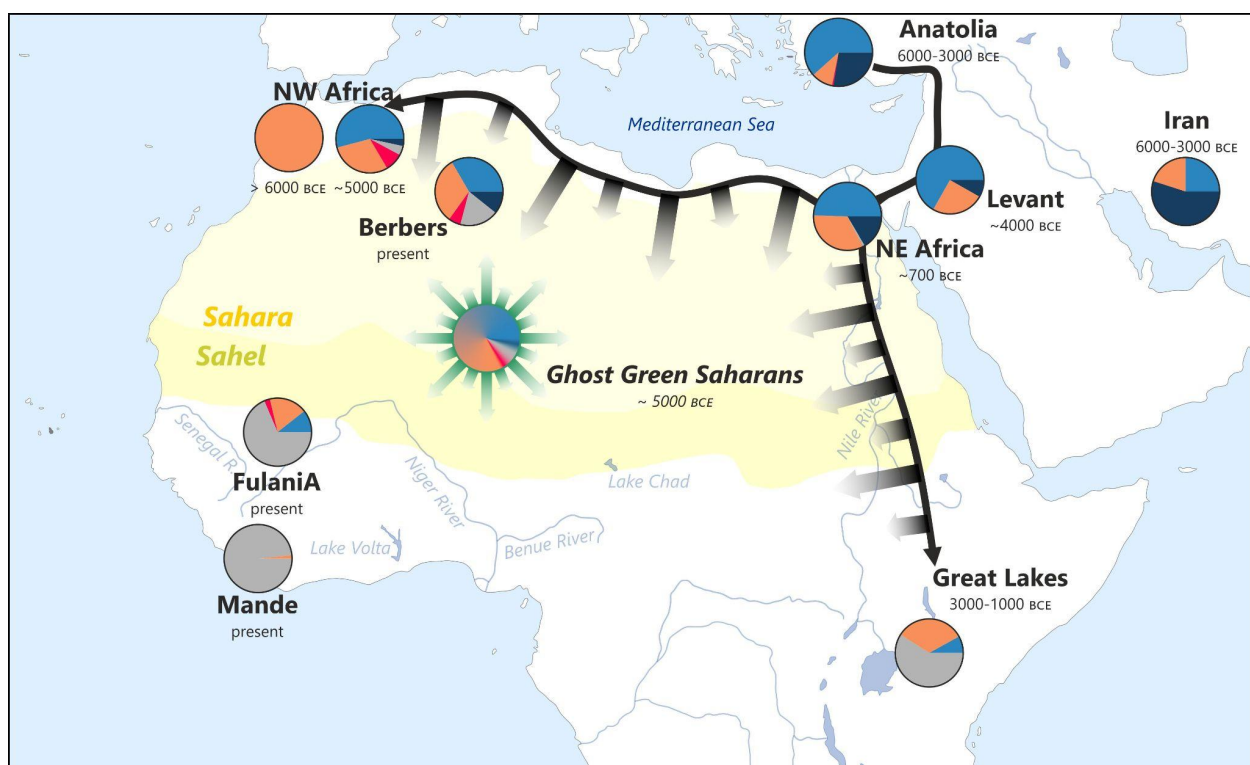 Anatolia
6000-3000 BCE
NW Africa
> 6000 BCE
~5000 BCE
Mediterranean Sea
Iran
6000-3000 BCE
Levant
~4000 BCE
Berbers
present
NE Africa
~700 BCE
Sahara
Sahel
Ghost Green Saharans
~ 5000 BCE
Nile River
Senegal R.
FulaniA
present
Niger River
Lake Chad
Lake Volta
Benue River
Mande
present
Great Lakes
3000-1000 BCE